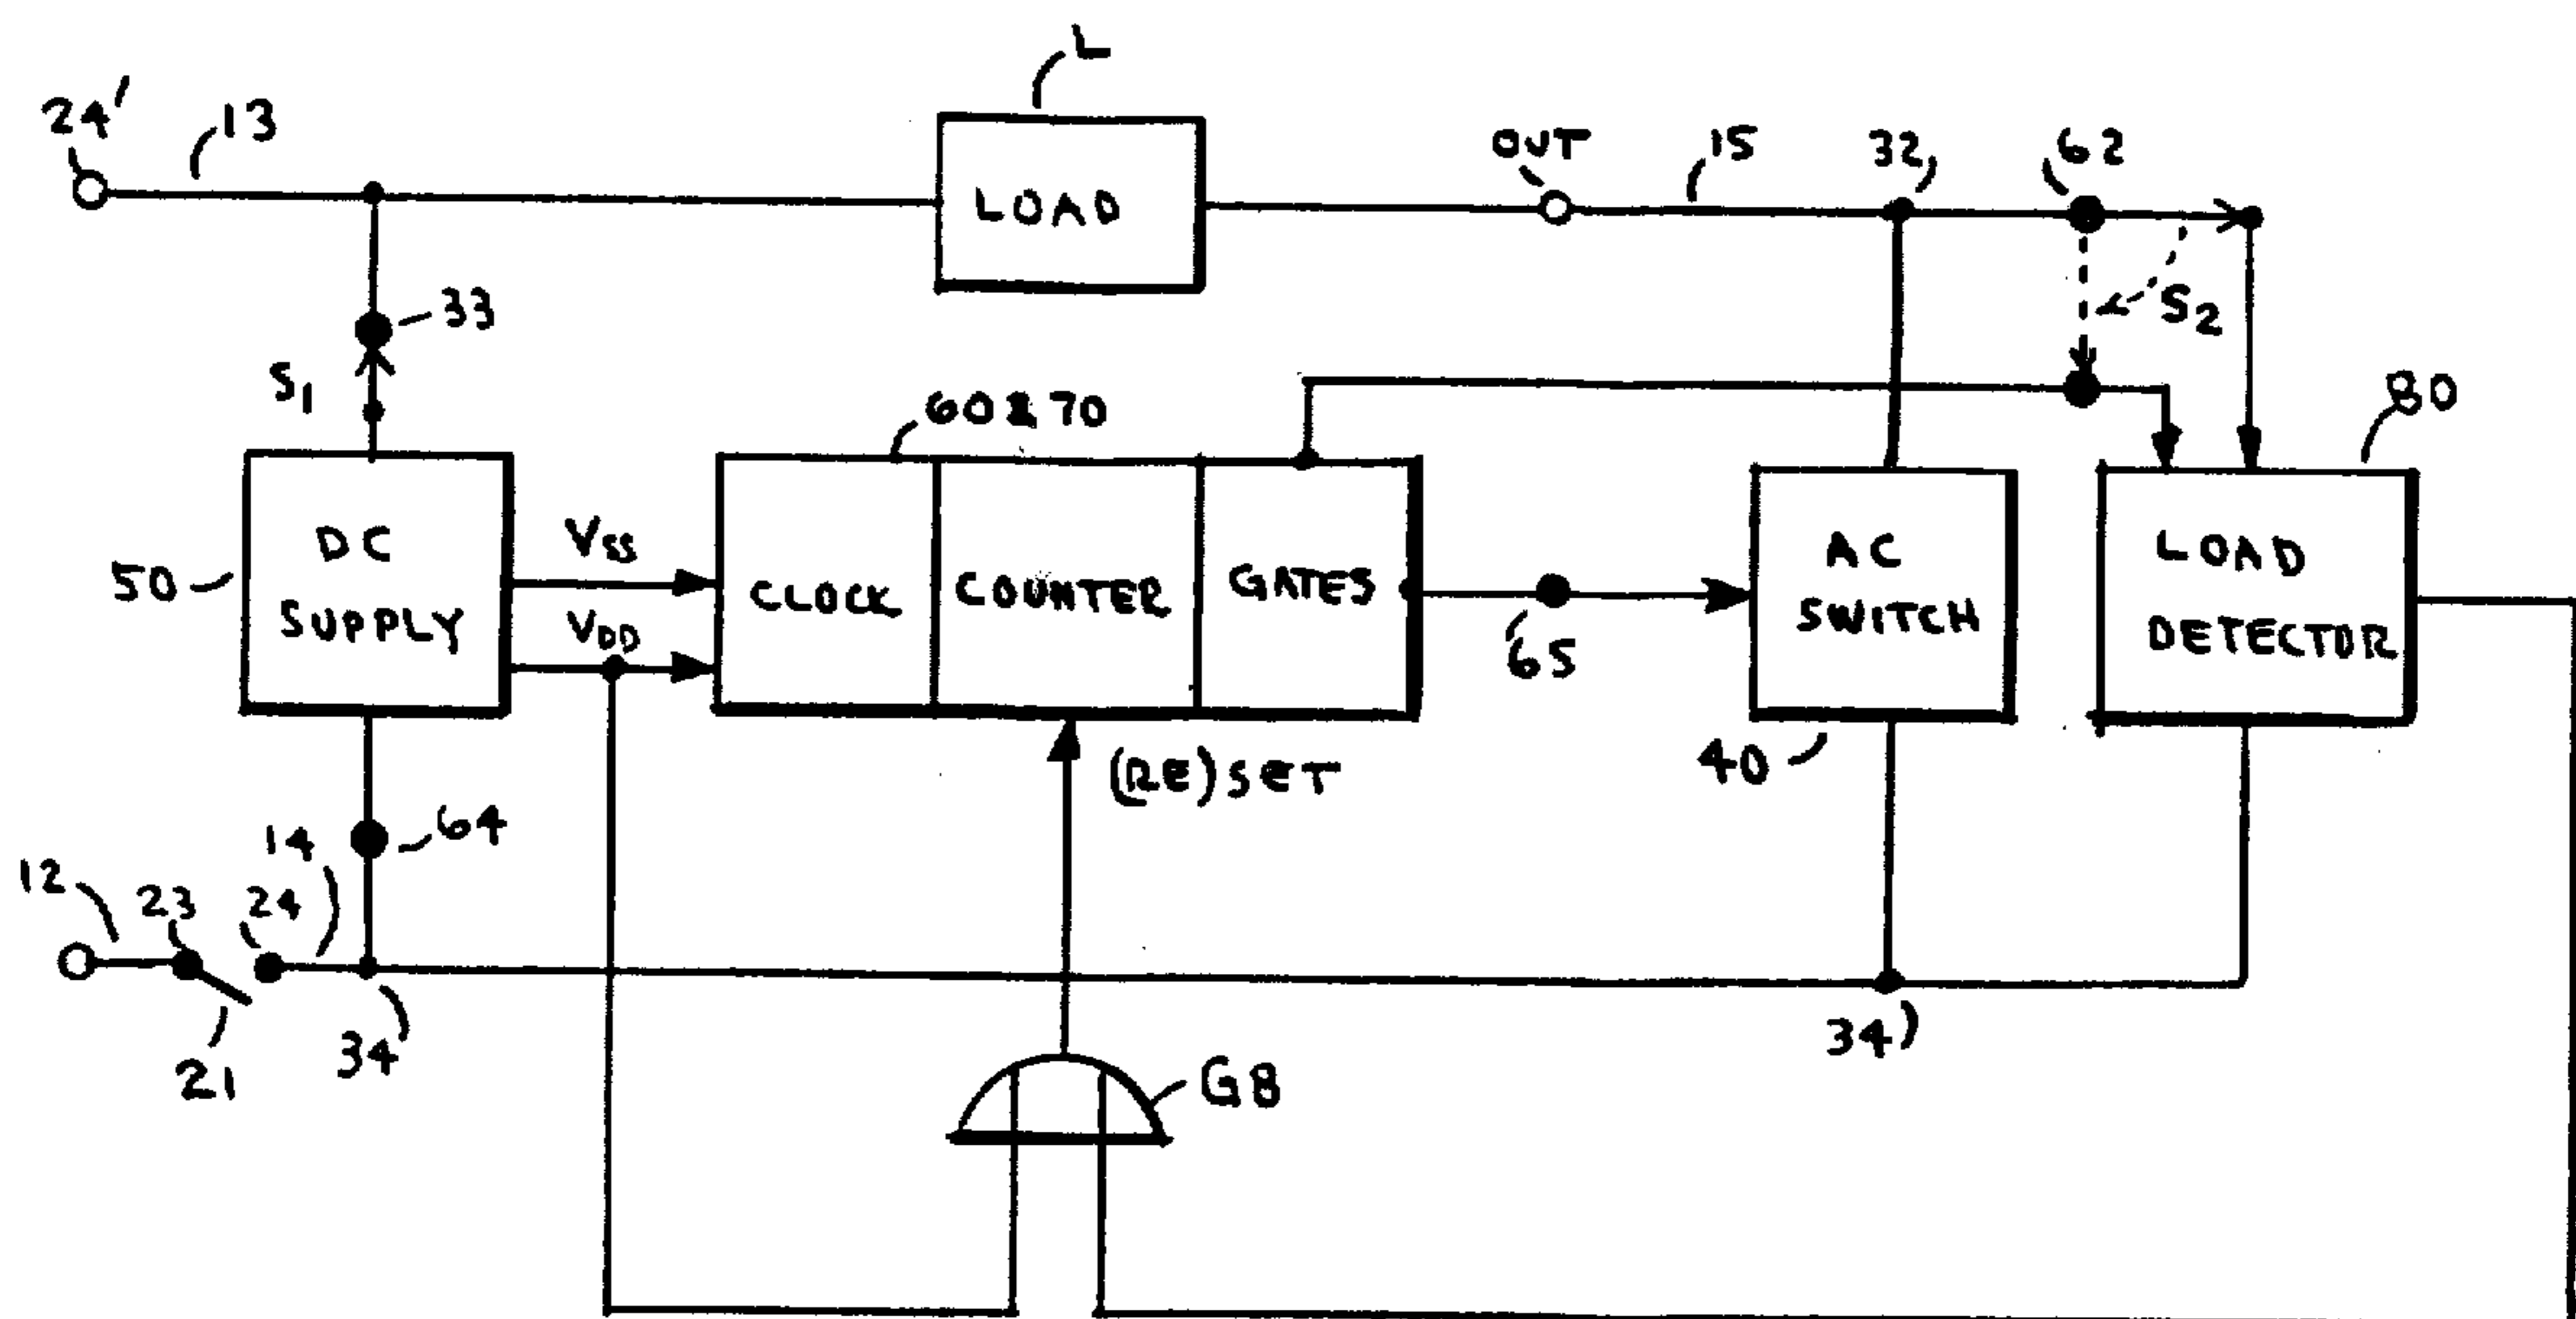 L
24'
13
LOAD
OUT
15
32
62
33
S1
S2
60&70
80
DC
SUPPLY
50
VSS
VDD
CLOCK
COUNTER
GATES
65
AC
SWITCH
40
LOAD
DETECTOR
(RE)SET
64
14
12
23
24
21
34
34
G8